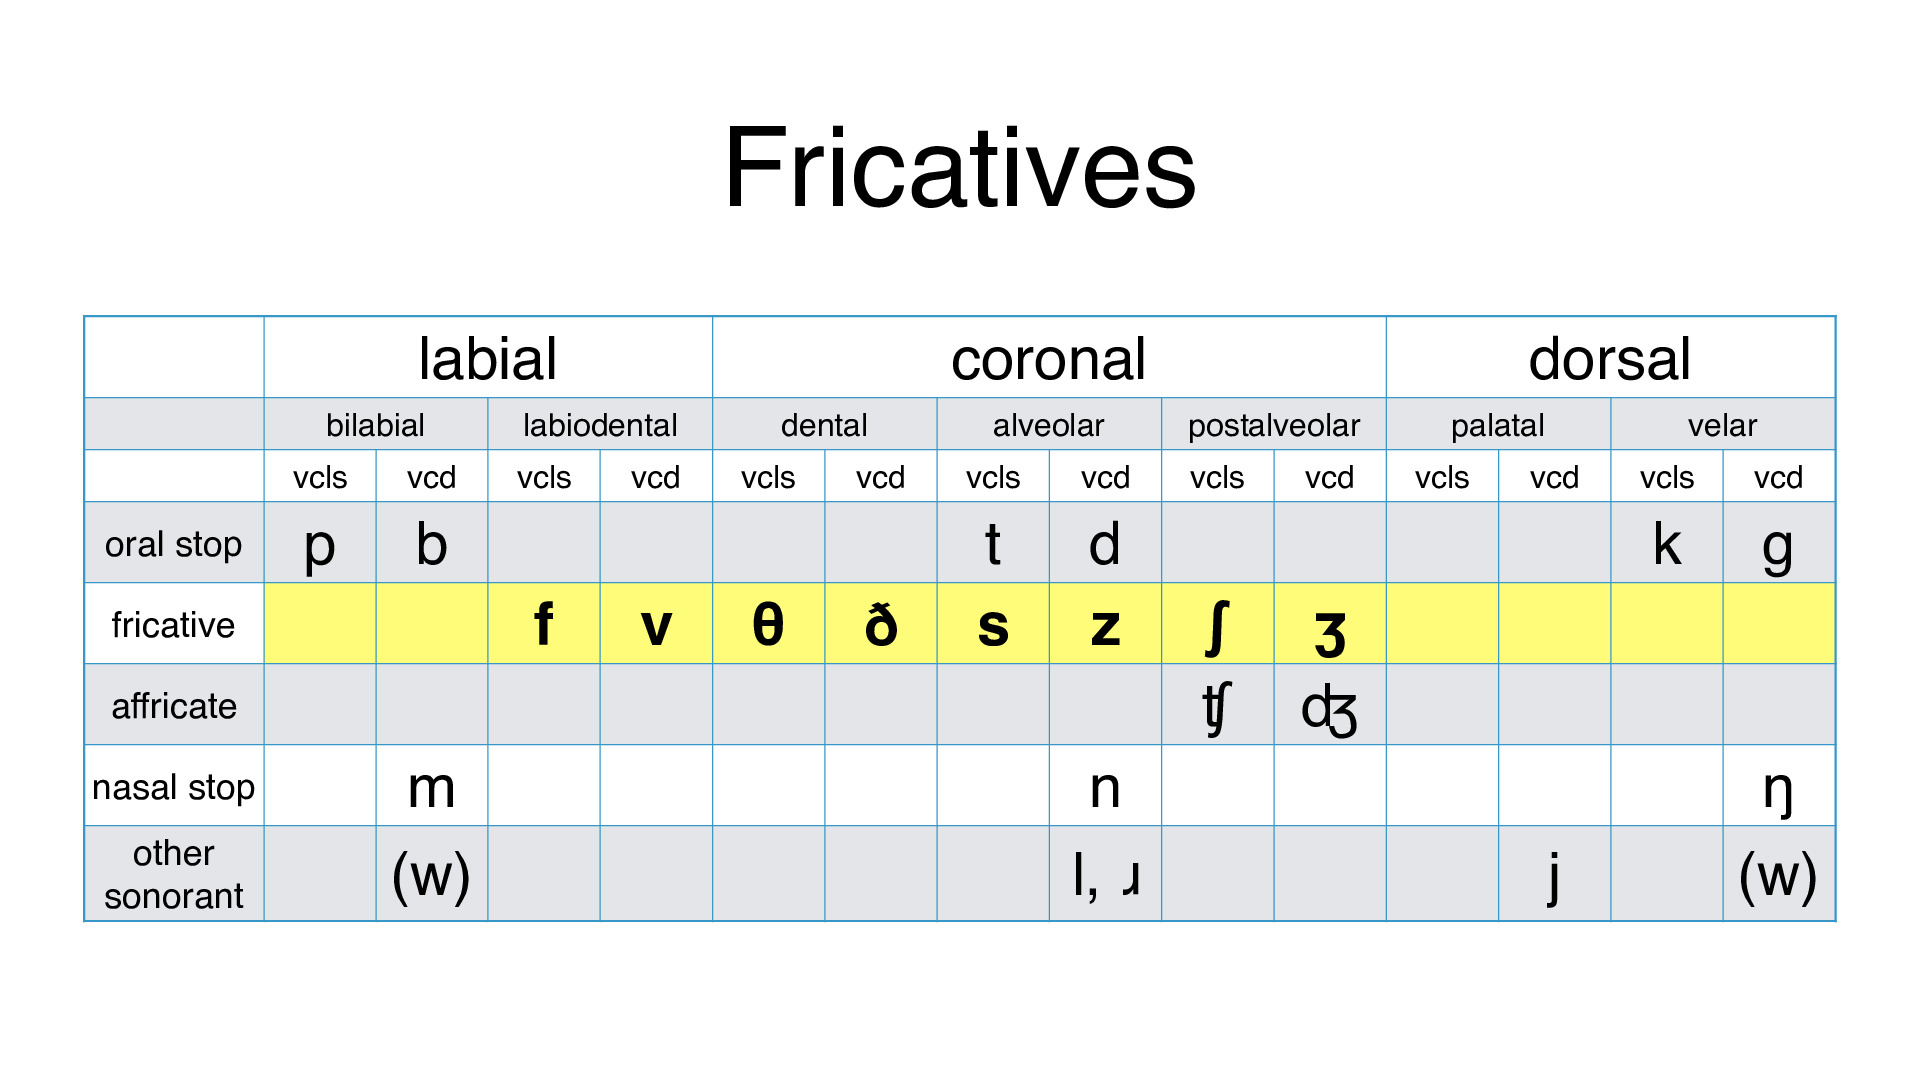 Fricatives
labial coronal dorsal
bilabial labiodental dental alveolar postalveolar palatal velar
vcls vcd vcls vcd vcls vcd vcls vcd vcls vcd vcls vcd vcls vcd
oral stop p b t d k g
fricative f v θ ð s z ʃ ʒ
affricate ʧ ʤ
nasal stop m n ŋ
other
sonorant (w) l, ɹ j (w)